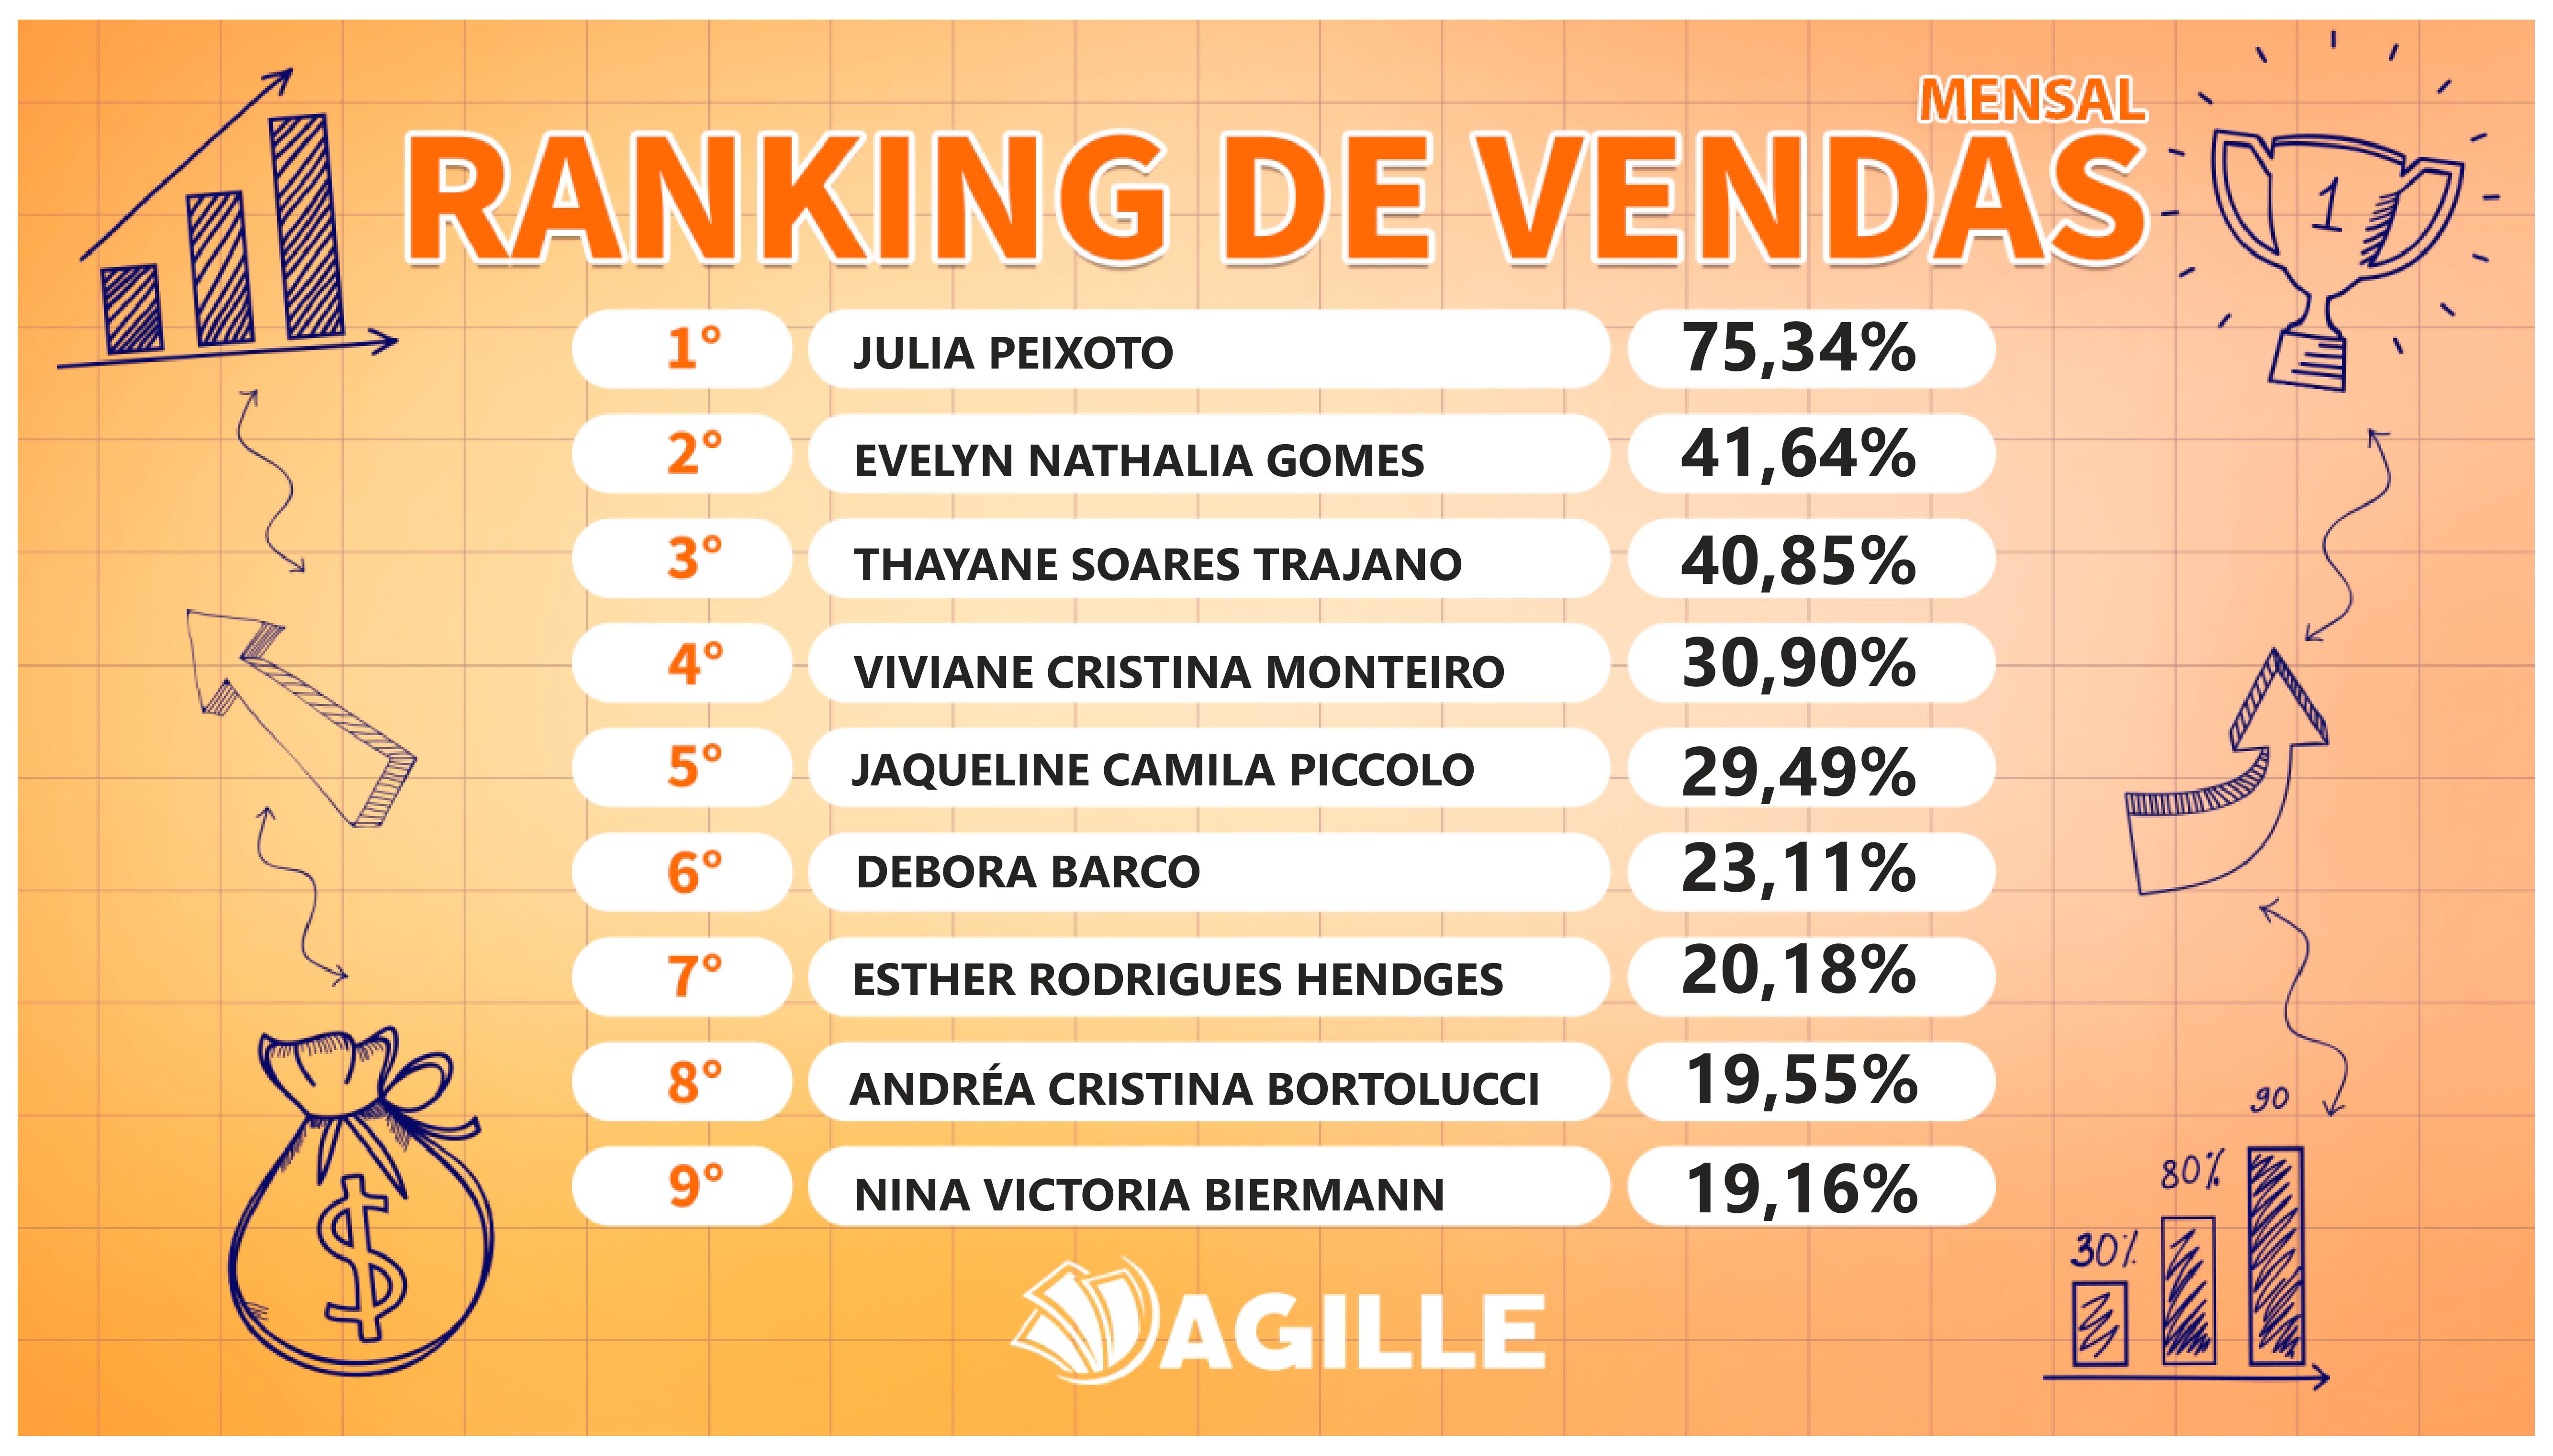 MENSAL
RANKING DE VENDAS
1° JULIA PEIXOTO 75,34%
2° EVELYN NATHALIA GOMES 41,64%
3° THAYANE SOARES TRAJANO 40,85%
4° VIVIANE CRISTINA MONTEIRO 30,90%
5° JAQUELINE CAMILA PICCOLO 29,49%
6° DEBORA BARCO 23,11%
7° ESTHER RODRIGUES HENDGES 20,18%
8° ANDRÉA CRISTINA BORTOLUCCI 19,55%
9° NINA VICTORIA BIERMANN 19,16%
AGILLE
1
$
90
80%
30%